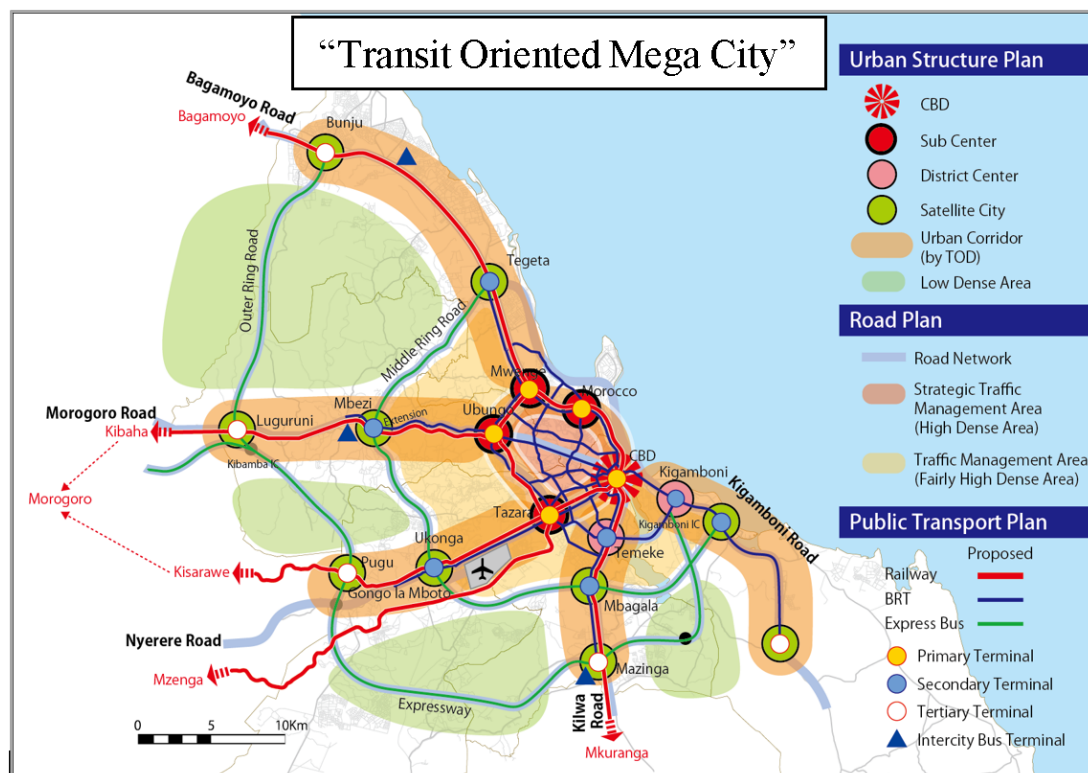 “Transit Oriented Mega City”
Bagamoyo Road
Bagamoyo
Bunju
Outer Ring Road
Tegeta
Middle Ring Road
Mwenge
Morocco
Mbezi
Extension
Ubungo
Morogoro Road
Kibaha
Luguruni
Kibamba IC
CBD
Kigamboni
Kigamboni Road
Kigamboni IC
Morogoro
Tazara
Ukonga
Temeke
Kisarawe
Pugu
Gongo la Mboto
Mbagala
Nyerere Road
Mzenga
Mazinga
Expressway
Kilwa
Road
Mkuranga
0 5 10Km
Urban Structure Plan
CBD
Sub Center
District Center
Satellite City
Urban Corridor
(by TOD)
Low Dense Area
Road Plan
Road Network
Strategic Traffic
Management Area
(High Dense Area)
Traffic Management Area
(Fairly High Dense Area)
Public Transport Plan
Proposed
Railway
BRT
Express Bus
Primary Terminal
Secondary Terminal
Tertiary Terminal
Intercity Bus Terminal